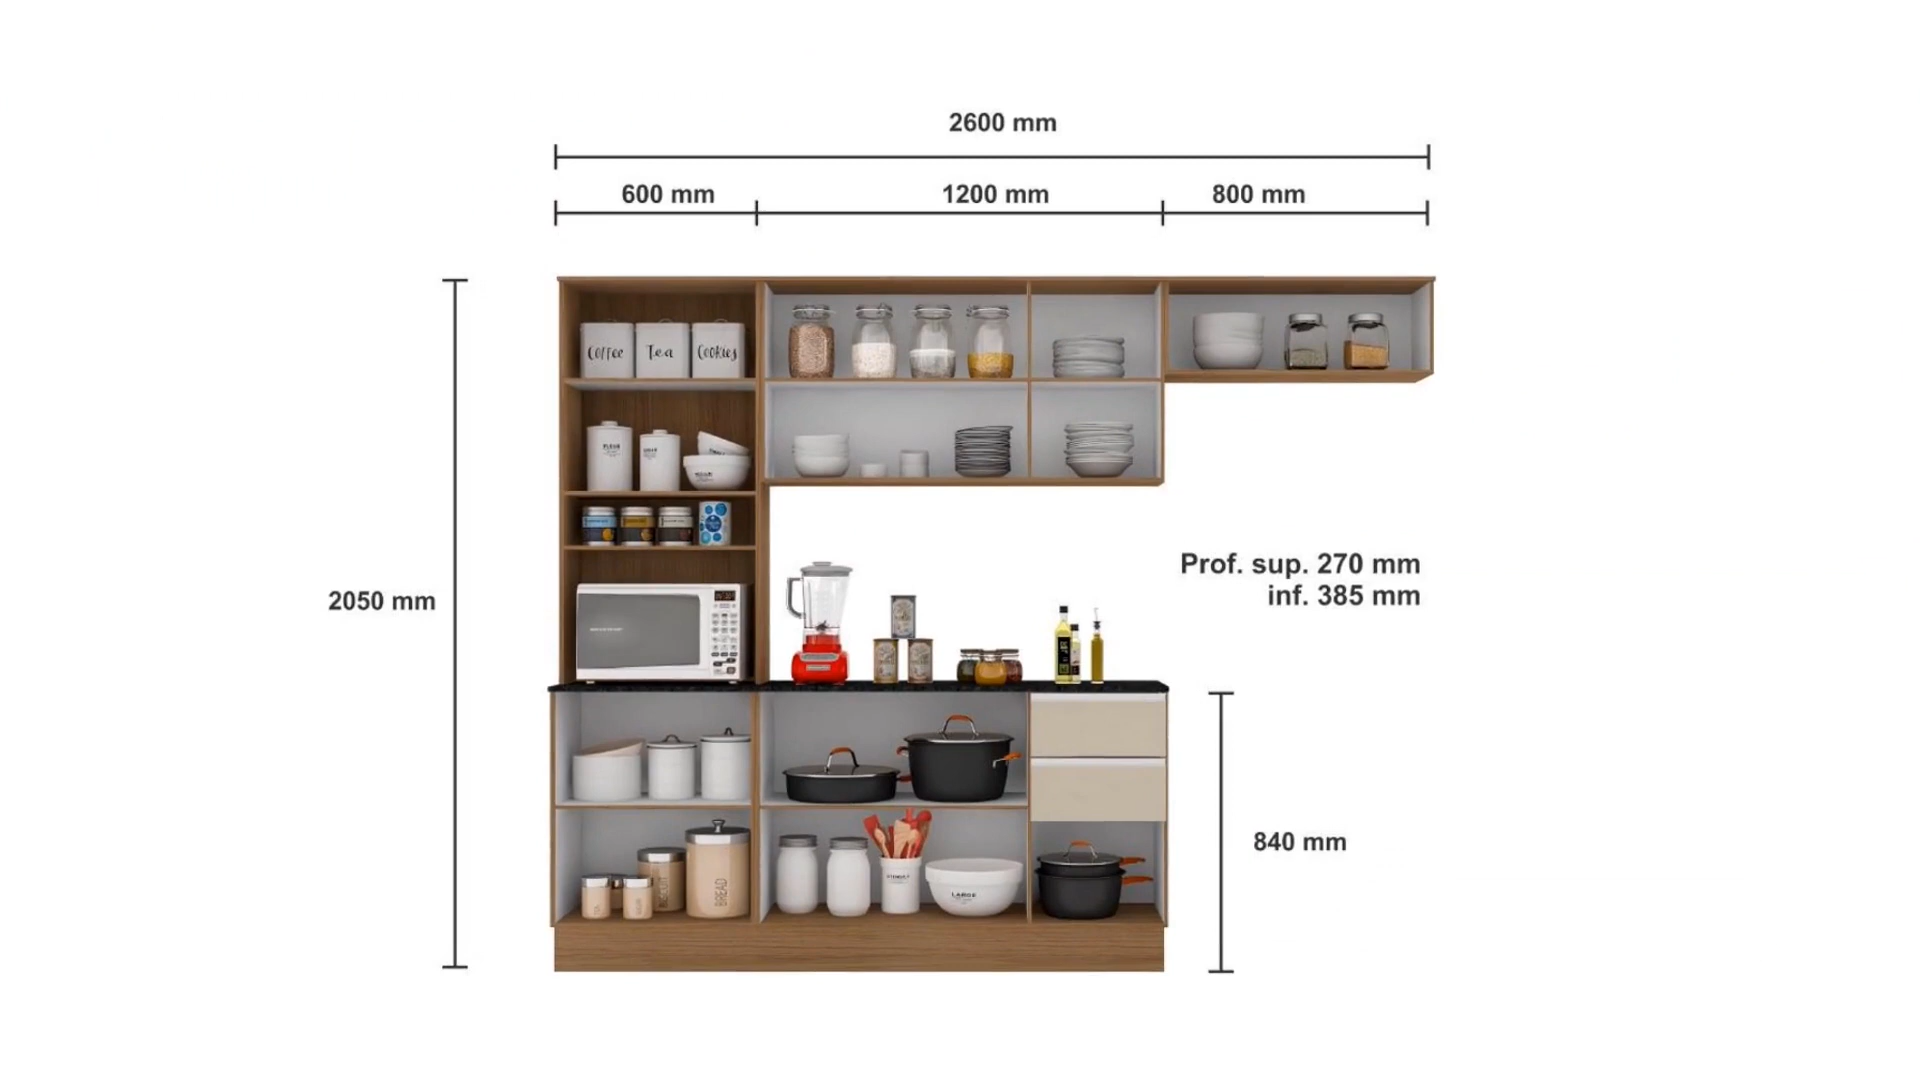 2600 mm
600 mm
1200 mm
800 mm
Coffee
Tea
Cookies
2050 mm
Prof. sup. 270 mm
inf. 385 mm
840 mm
BREAD
LARGE